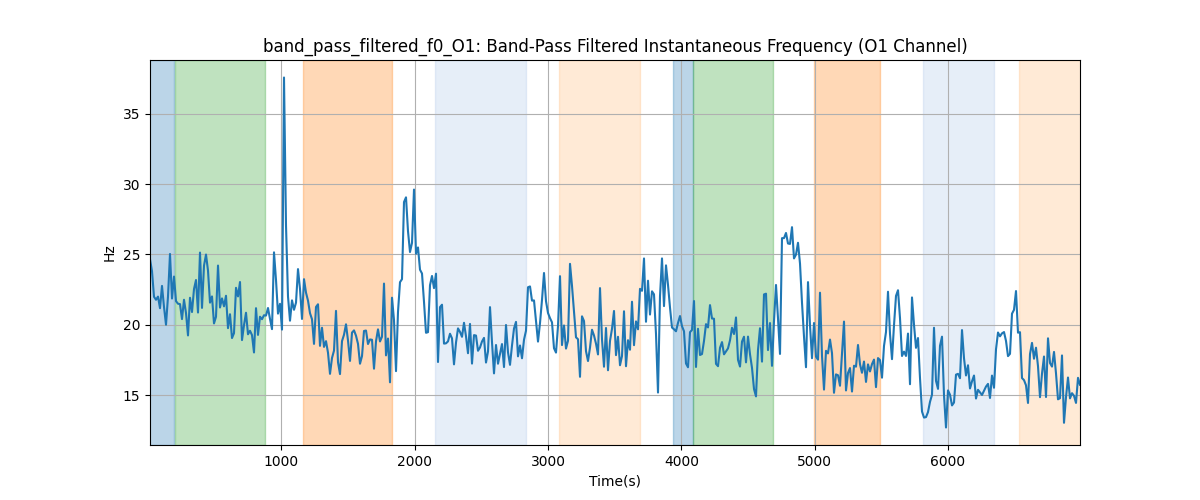 band_pass_filtered_f0_O1: Band-Pass Filtered Instantaneous Frequency (O1 Channel)
35
30
25
20
15
Hz
1000 2000 3000 4000 5000 6000
Time(s)